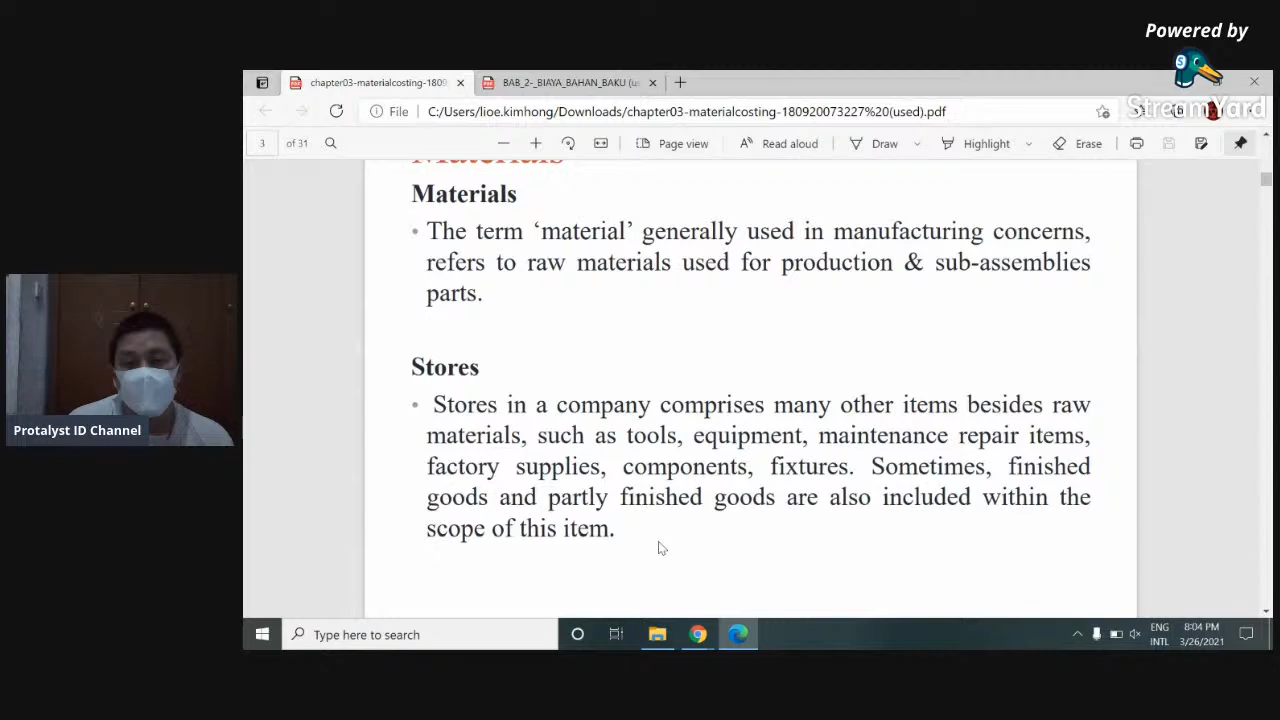 Powered by
StreamYard
chapter03-materialcosting-1809
BAB_2-_BIAYA_BAHAN_BAKU (u
File
C:/Users/lioe.kimhong/Downloads/chapter03-materialcosting-180920073227%20(used).pdf
3 of 31
Page view
Read aloud
Draw
Highlight
Erase
Materials
Materials
• The term ‘material’ generally used in manufacturing concerns,
refers to raw materials used for production & sub-assemblies
parts.
Stores
• Stores in a company comprises many other items besides raw
materials, such as tools, equipment, maintenance repair items,
factory supplies, components, fixtures. Sometimes, finished
goods and partly finished goods are also included within the
scope of this item.
Protalyst ID Channel
Type here to search
ENG
INTL
8:04 PM
3/26/2021